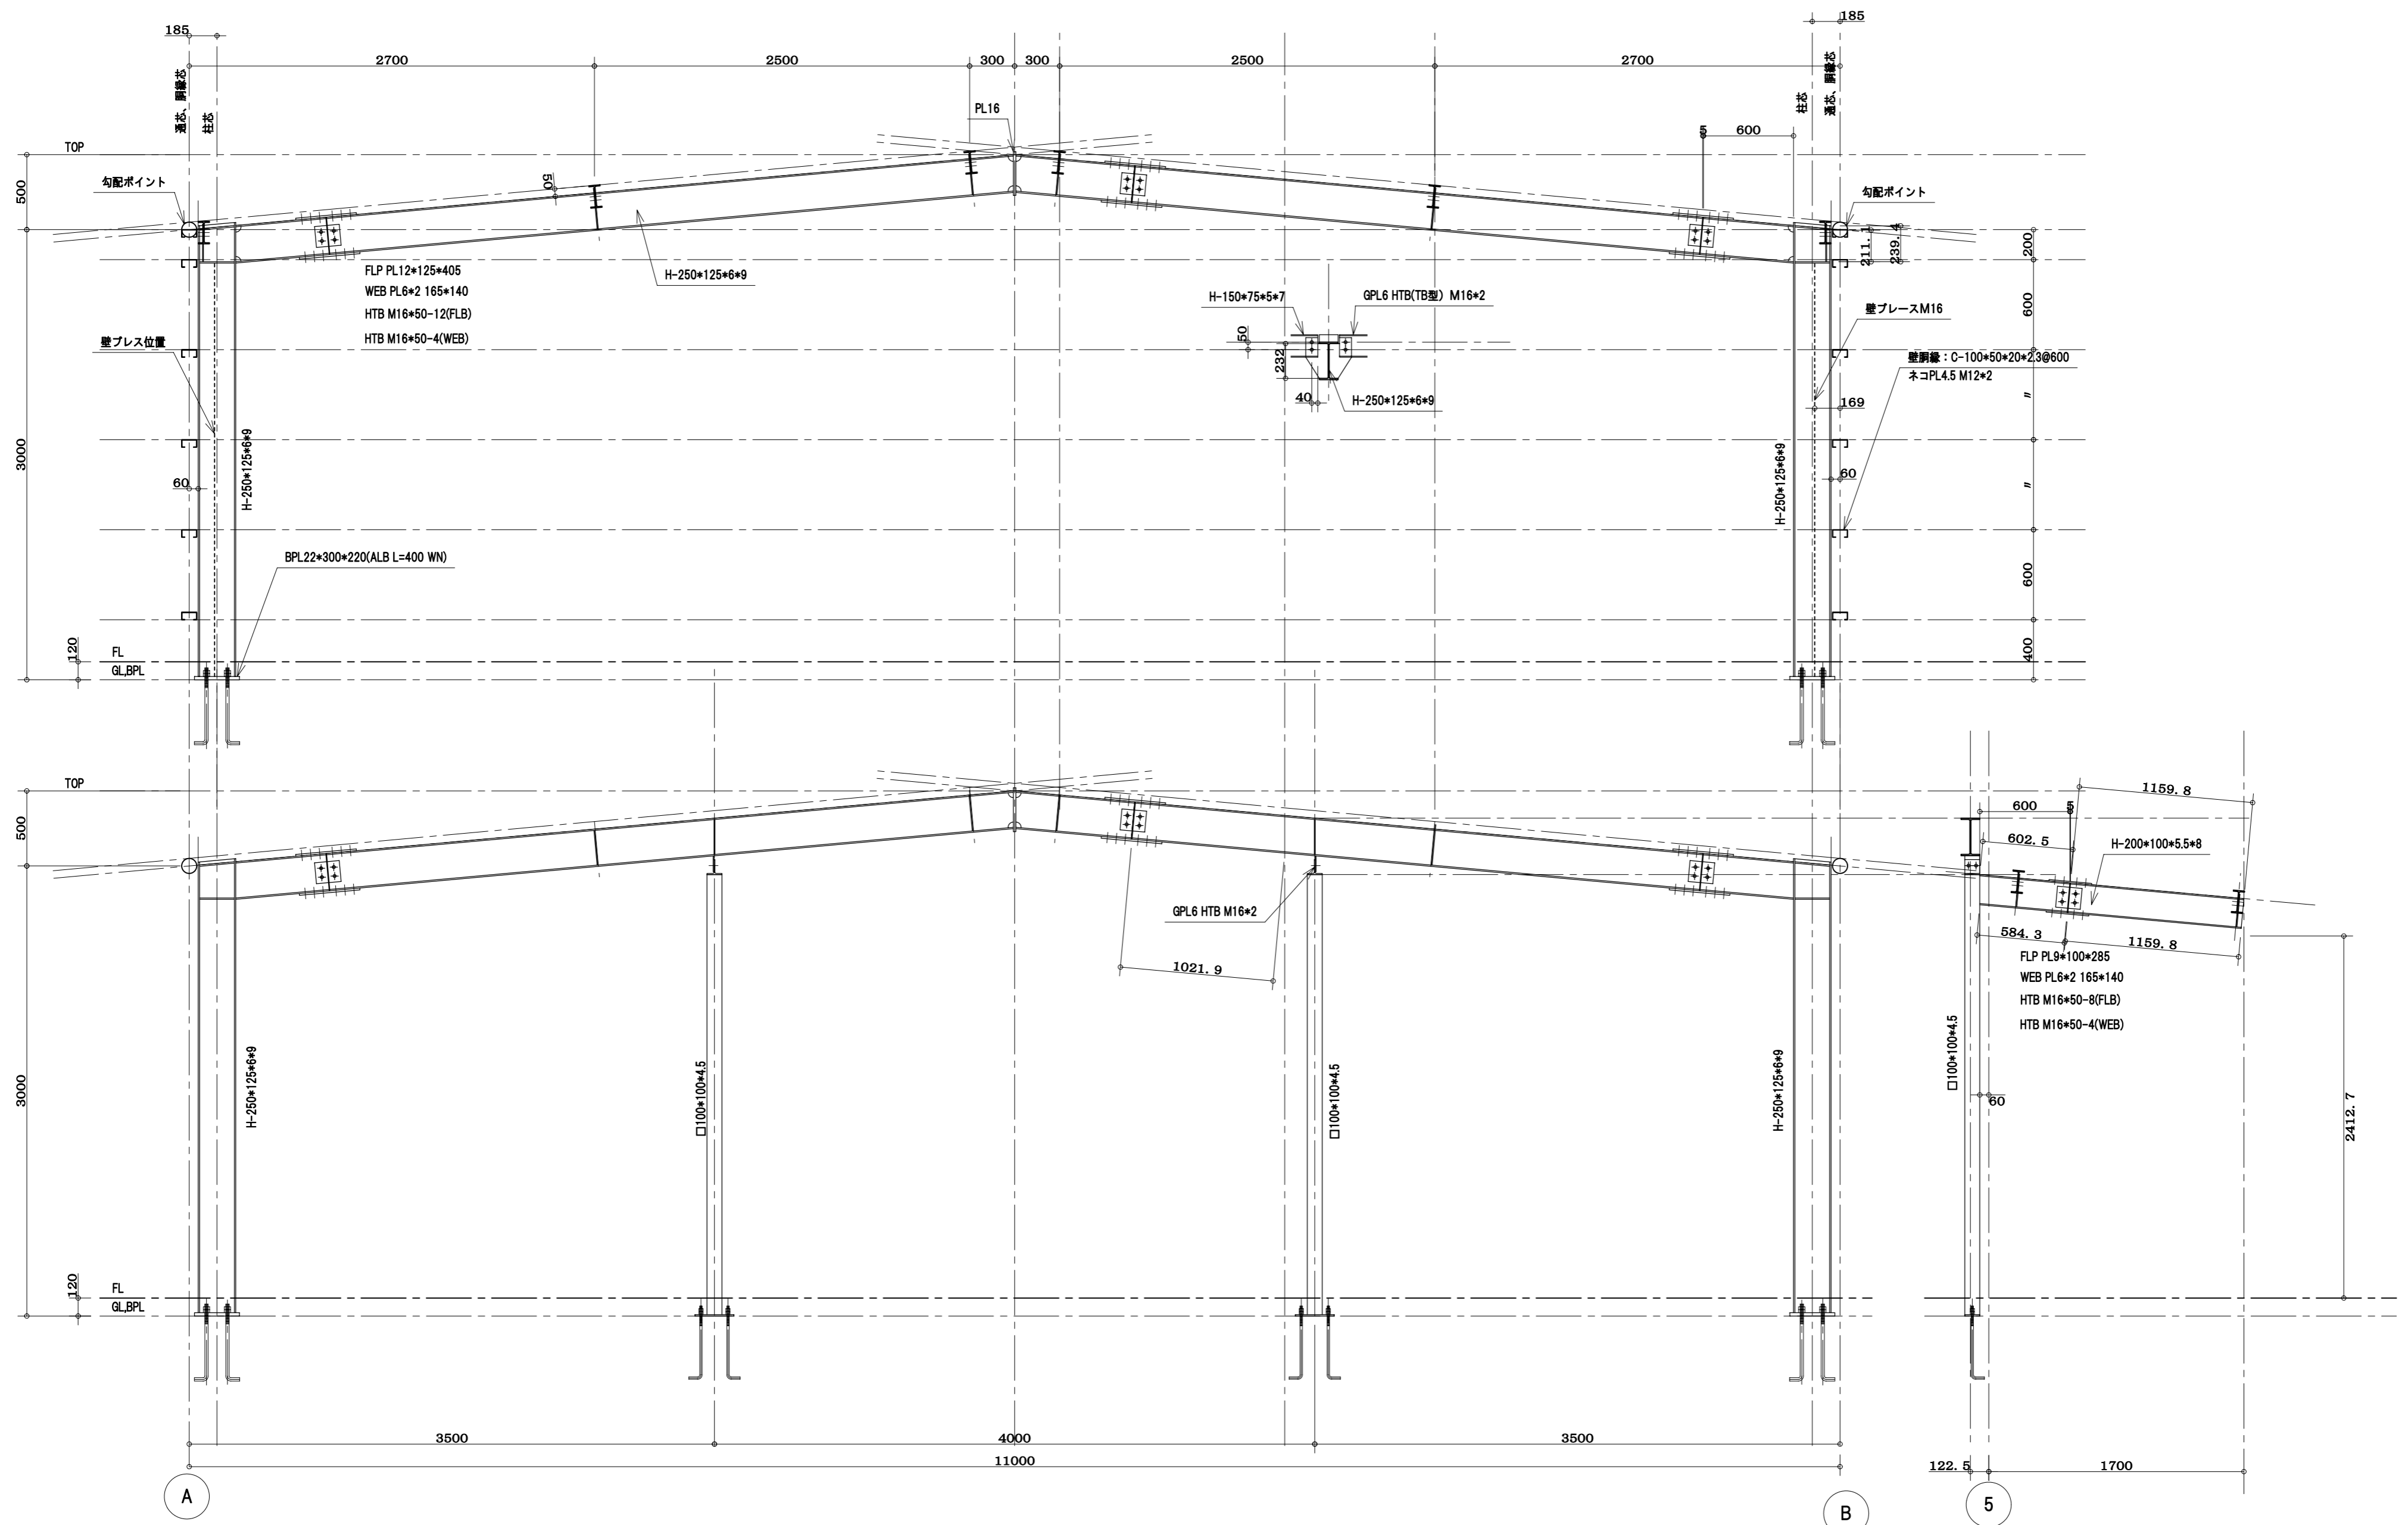 185
185
2700
2500
300
300
2500
2700
通芯、胴縁芯
柱芯
柱芯
通芯、胴縁芯
PL16
5
600
TOP
500
勾配ポイント
50
勾配ポイント
211.1
239.4
200
FLP PL12*125*405
WEB PL6*2 165*140
HTB M16*50-12(FLB)
HTB M16*50-4(WEB)
H-250*125*6*9
H-150*75*5*7
GPL6 HTB(TB型) M16*2
50
232
40
H-250*125*6*9
壁ブレースM16
600
壁ブレス位置
壁胴縁：C-100*50*20*2.3@600
ネコPL4.5 M12*2
169
〃
3000
H-250*125*6*9
H-250*125*6*9
60
60
〃
BPL22*300*220(ALB L=400 WN)
600
120
FL
GL,BPL
400
TOP
500
1159.8
600
5
602.5
H-200*100*5.5*8
GPL6 HTB M16*2
1021.9
584.3
1159.8
FLP PL9*100*285
WEB PL6*2 165*140
HTB M16*50-8(FLB)
HTB M16*50-4(WEB)
3000
H-250*125*6*9
□100*100*4.5
□100*100*4.5
H-250*125*6*9
□100*100*4.5
60
2412.7
120
FL
GL,BPL
3500
4000
3500
11000
122.5
1700
A
B
5